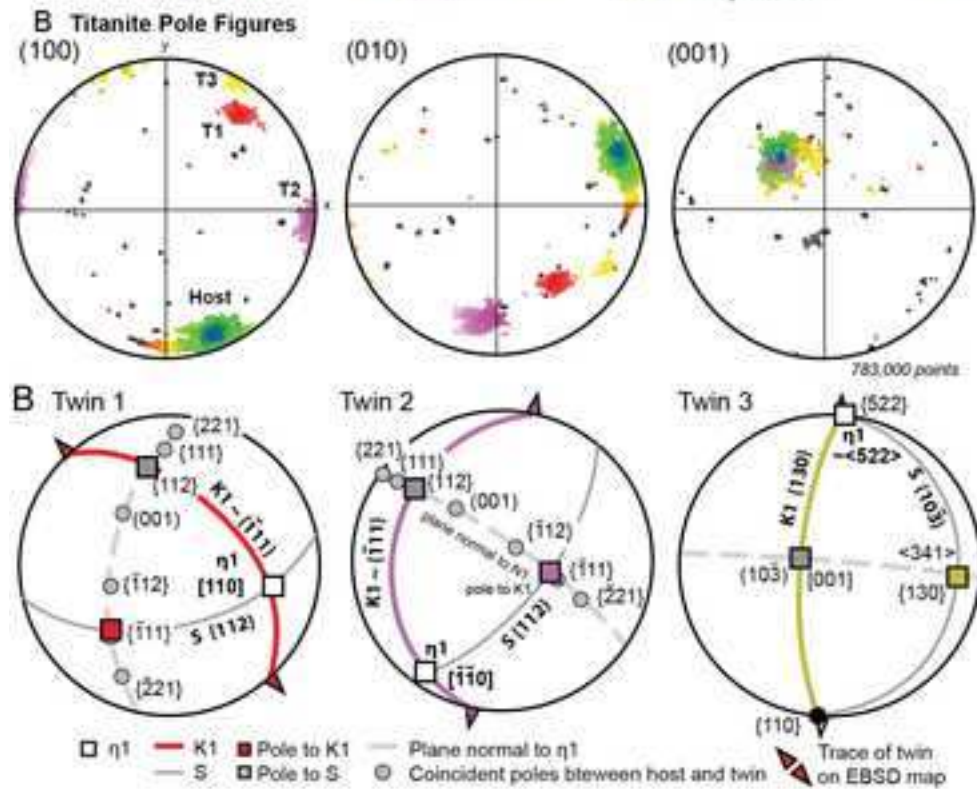 B Titanite Pole Figures
(100) (010) (001)
y
T3
T1
T2
x
Host
783,000 points
B Twin 1 Twin 2 Twin 3
{221}
{111}
{112}
(001)
K1 ~ {1̄11}
{1̄12}
η1
[110]
{1̄11}
S {112}
{2̄21}
{221}
{111}
{112}
(001)
{1̄12}
plane normal to N1
K1 ~ {1̄11}
pole to K1
{1̄11}
{2̄21}
S {112}
η1
[1̄1̄0]
{522}
η1
~<522>
K1 {130}
S {103̄}
<341>
(103̄)
[001]
{130}
{110}
η1 K1 Pole to K1 Plane normal to η1 Trace of twin
S Pole to S Coincident poles bteween host and twin on EBSD map